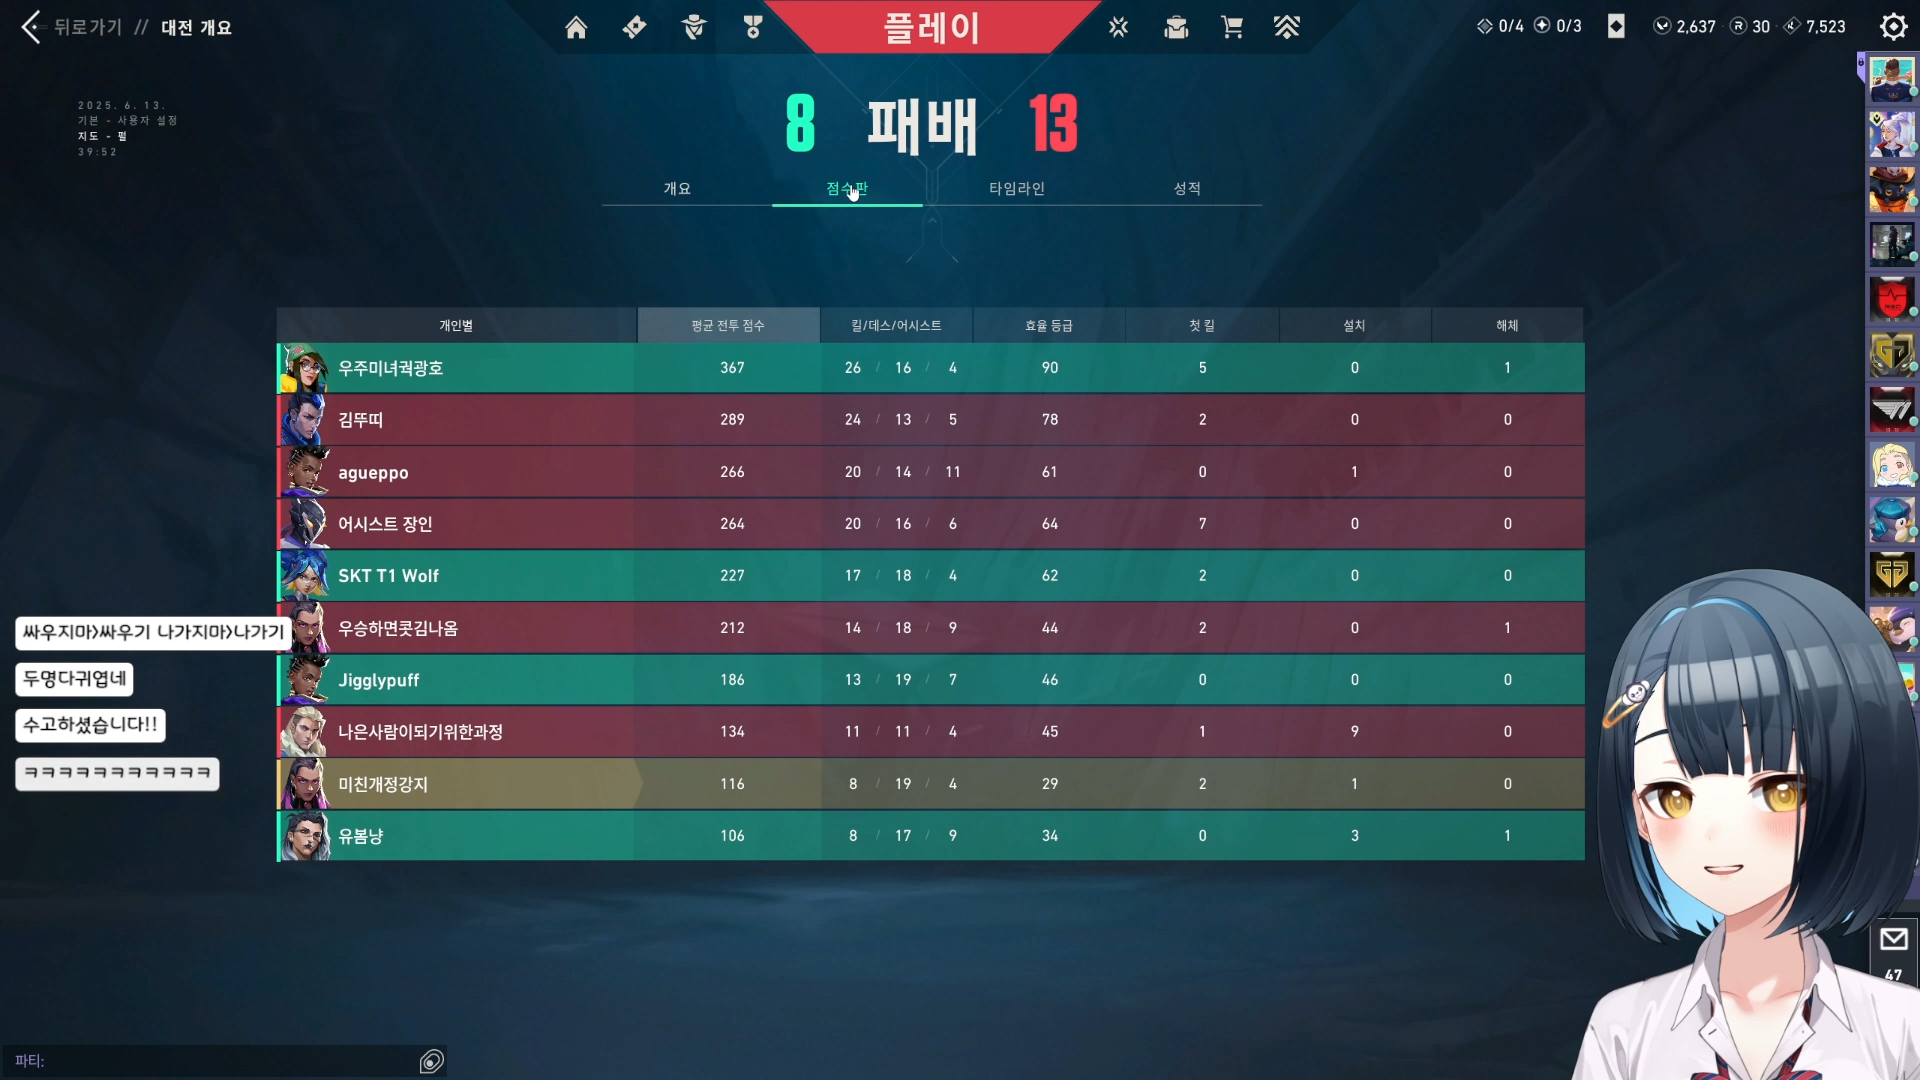 뒤로가기 // 대전 개요
플레이
0/4 0/3 2,637 30 7,523
2025. 6. 13.
기본 - 사용자 설정
지도 - 펄
39:52
8 패배 13
개요 점수판 타임라인 성적
개인별 평균 전투 점수 킬/데스/어시스트 효율 등급 첫 킬 설치 해체
우주미녀궉광호 367 26 / 16 / 4 90 5 0 1
김뚜띠 289 24 / 13 / 5 78 2 0 0
agueppo 266 20 / 14 / 11 61 0 1 0
어시스트 장인 264 20 / 16 / 6 64 7 0 0
SKT T1 Wolf 227 17 / 18 / 4 62 2 0 0
우승하면콧김나옴 212 14 / 18 / 9 44 2 0 1
Jigglypuff 186 13 / 19 / 7 46 0 0 0
나은사람이되기위한과정 134 11 / 11 / 4 45 1 9 0
미친개정강지 116 8 / 19 / 4 29 2 1 0
유봄냥 106 8 / 17 / 9 34 0 3 1
싸우지마>싸우기 나가지마>나가기
두명다귀엽네
수고하셨습니다!!
ㅋㅋㅋㅋㅋㅋㅋㅋㅋㅋㅋ
47
파티: